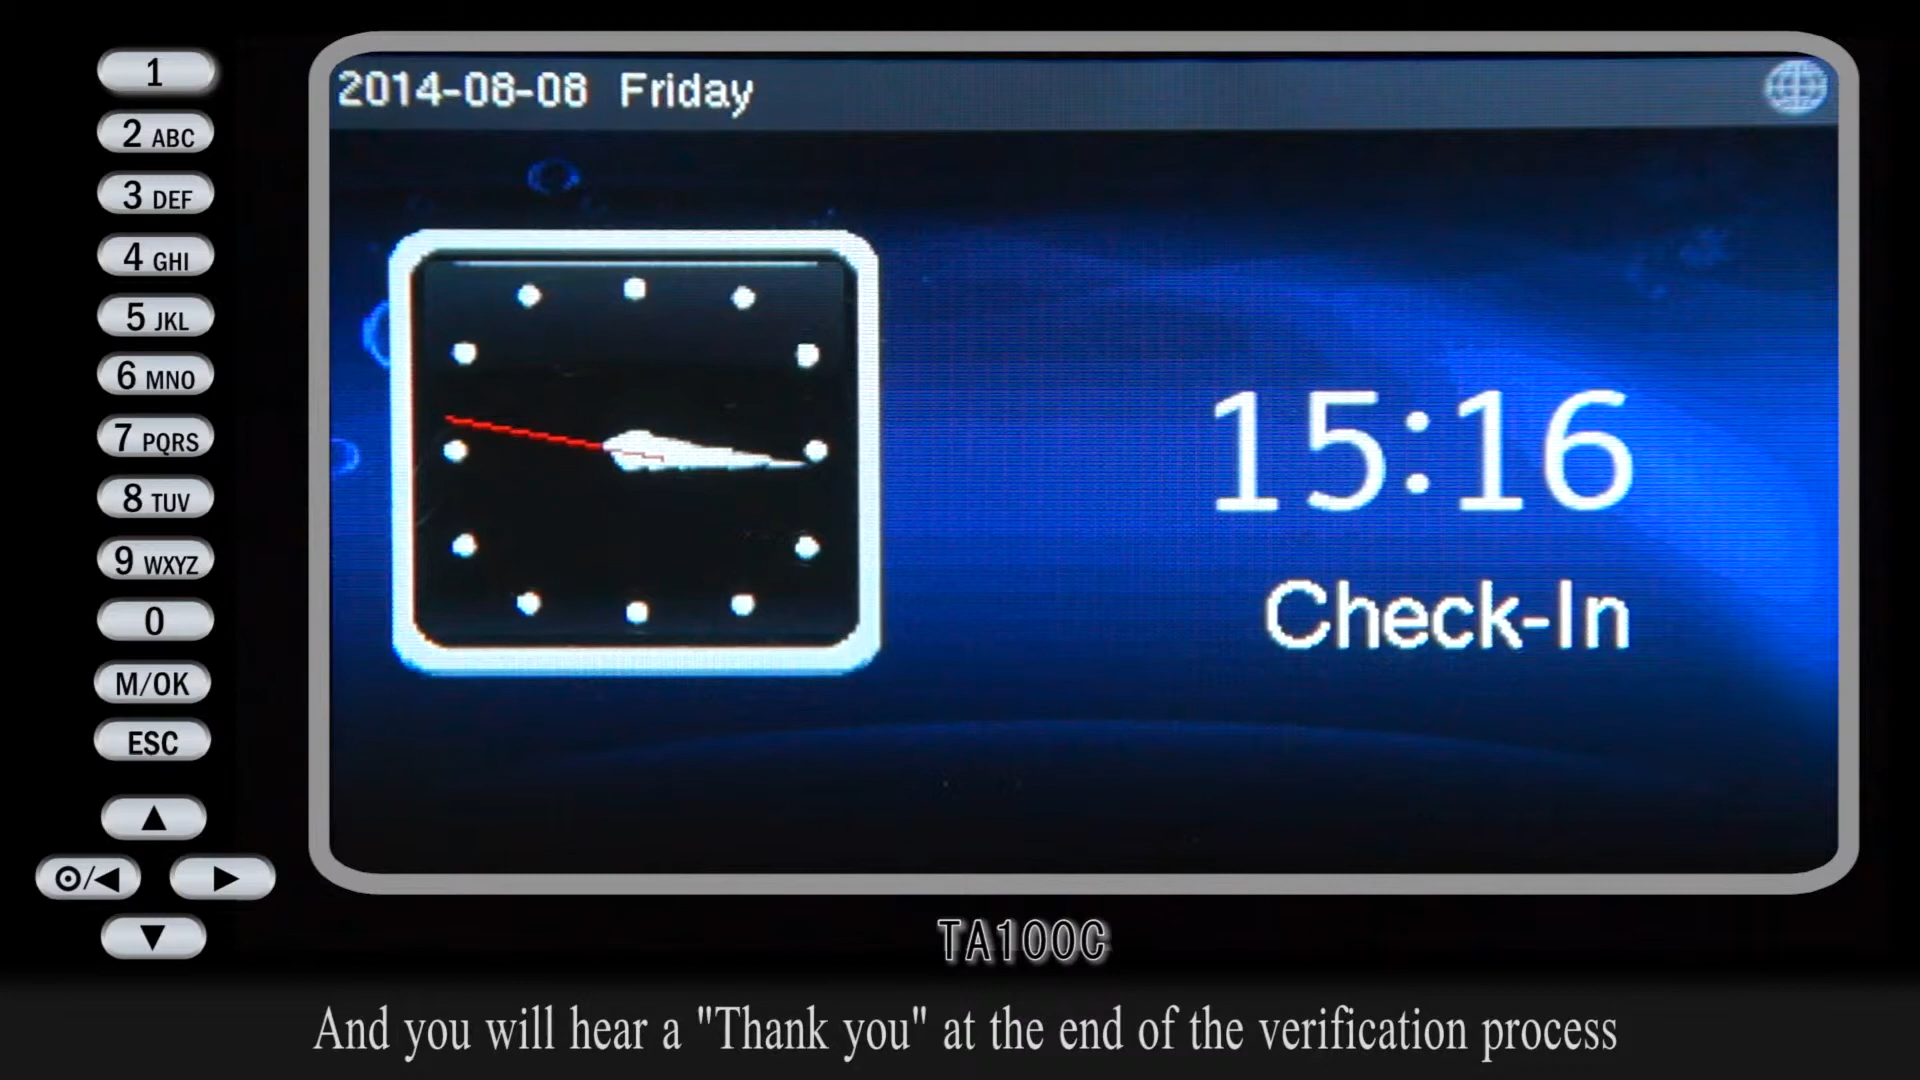 1
2 ABC
3 DEF
4 GHI
5 JKL
6 MNO
7 PQRS
8 TUV
9 WXYZ
0
M/OK
ESC
2014-08-08 Friday
15:16
Check-In
TA100C
And you will hear a "Thank you" at the end of the verification process